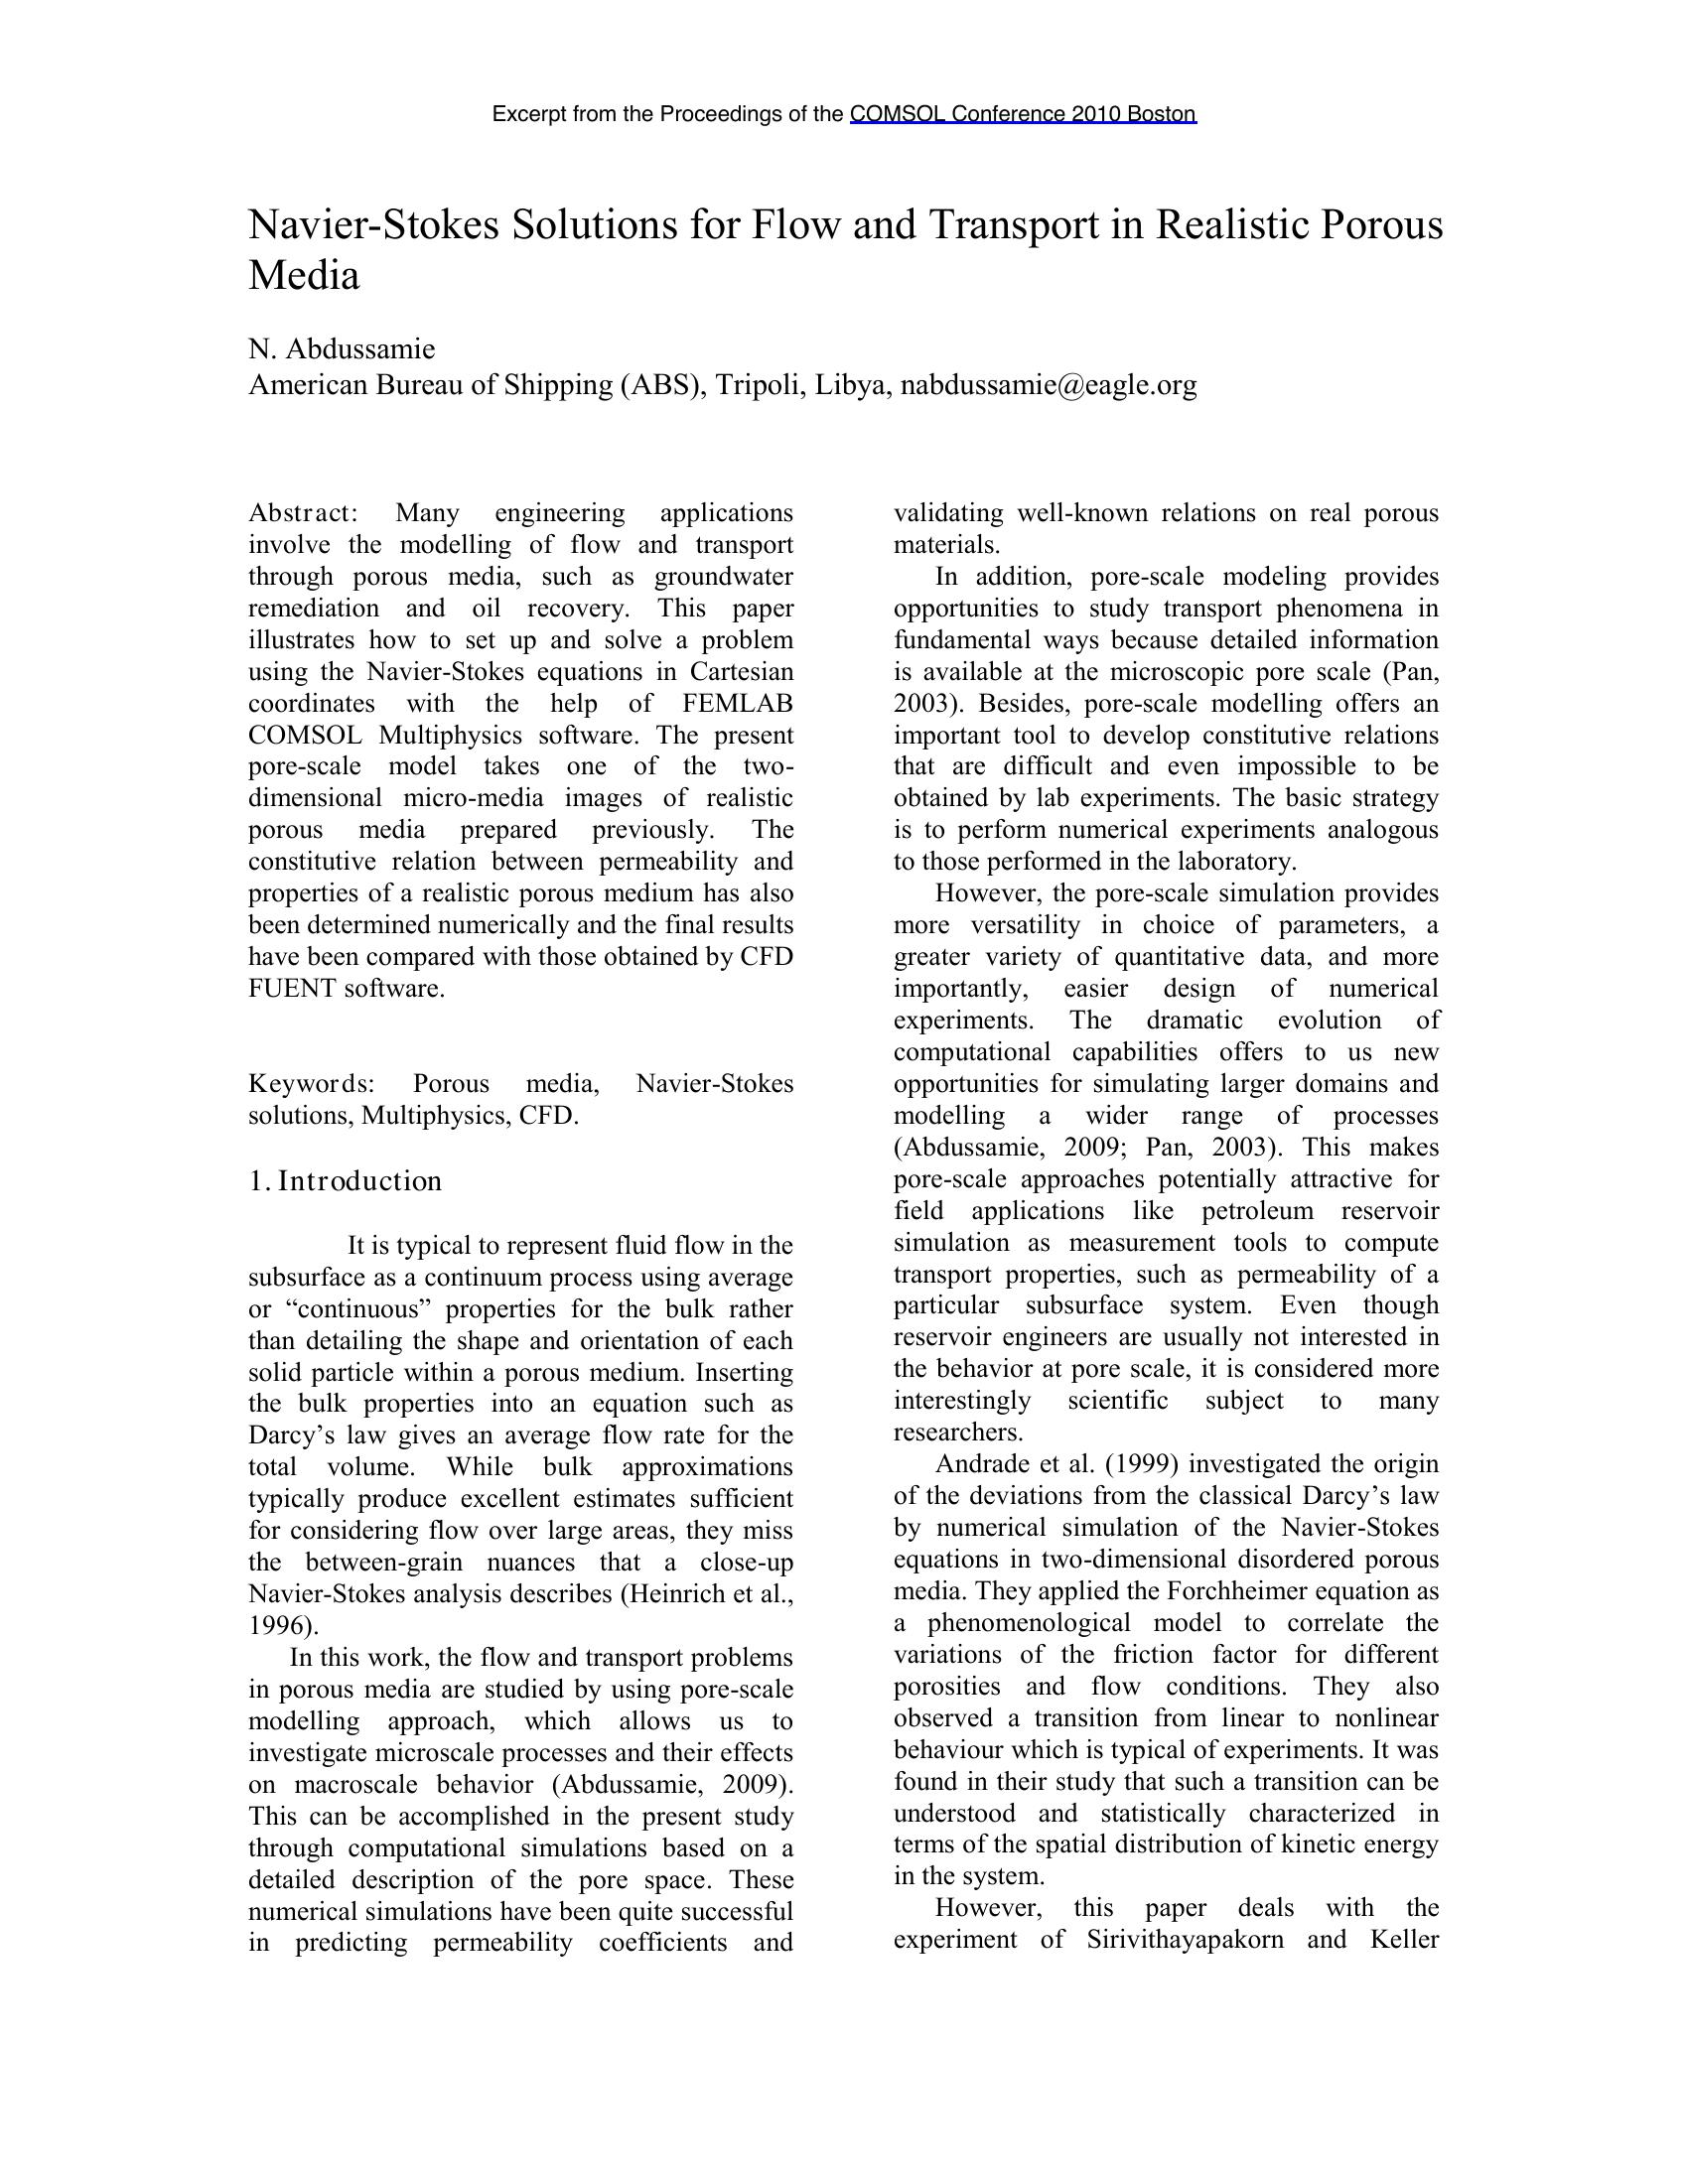 Excerpt from the Proceedings of the COMSOL Conference 2010 Boston
Navier-Stokes Solutions for Flow and Transport in Realistic Porous
Media
N. Abdussamie
American Bureau of Shipping (ABS), Tripoli, Libya, nabdussamie@eagle.org
Abstract: Many engineering applications
involve the modelling of flow and transport
through porous media, such as groundwater
remediation and oil recovery. This paper
illustrates how to set up and solve a problem
using the Navier-Stokes equations in Cartesian
coordinates with the help of FEMLAB
COMSOL Multiphysics software. The present
pore-scale model takes one of the two-
dimensional micro-media images of realistic
porous media prepared previously. The
constitutive relation between permeability and
properties of a realistic porous medium has also
been determined numerically and the final results
have been compared with those obtained by CFD
FUENT software.
Keywords: Porous media, Navier-Stokes
solutions, Multiphysics, CFD.
1. Introduction
It is typical to represent fluid flow in the
subsurface as a continuum process using average
or “continuous” properties for the bulk rather
than detailing the shape and orientation of each
solid particle within a porous medium. Inserting
the bulk properties into an equation such as
Darcy’s law gives an average flow rate for the
total volume. While bulk approximations
typically produce excellent estimates sufficient
for considering flow over large areas, they miss
the between-grain nuances that a close-up
Navier-Stokes analysis describes (Heinrich et al.,
1996).
In this work, the flow and transport problems
in porous media are studied by using pore-scale
modelling approach, which allows us to
investigate microscale processes and their effects
on macroscale behavior (Abdussamie, 2009).
This can be accomplished in the present study
through computational simulations based on a
detailed description of the pore space. These
numerical simulations have been quite successful
in predicting permeability coefficients and
validating well-known relations on real porous
materials.
In addition, pore-scale modeling provides
opportunities to study transport phenomena in
fundamental ways because detailed information
is available at the microscopic pore scale (Pan,
2003). Besides, pore-scale modelling offers an
important tool to develop constitutive relations
that are difficult and even impossible to be
obtained by lab experiments. The basic strategy
is to perform numerical experiments analogous
to those performed in the laboratory.
However, the pore-scale simulation provides
more versatility in choice of parameters, a
greater variety of quantitative data, and more
importantly, easier design of numerical
experiments. The dramatic evolution of
computational capabilities offers to us new
opportunities for simulating larger domains and
modelling a wider range of processes
(Abdussamie, 2009; Pan, 2003). This makes
pore-scale approaches potentially attractive for
field applications like petroleum reservoir
simulation as measurement tools to compute
transport properties, such as permeability of a
particular subsurface system. Even though
reservoir engineers are usually not interested in
the behavior at pore scale, it is considered more
interestingly scientific subject to many
researchers.
Andrade et al. (1999) investigated the origin
of the deviations from the classical Darcy’s law
by numerical simulation of the Navier-Stokes
equations in two-dimensional disordered porous
media. They applied the Forchheimer equation as
a phenomenological model to correlate the
variations of the friction factor for different
porosities and flow conditions. They also
observed a transition from linear to nonlinear
behaviour which is typical of experiments. It was
found in their study that such a transition can be
understood and statistically characterized in
terms of the spatial distribution of kinetic energy
in the system.
However, this paper deals with the
experiment of Sirivithayapakorn and Keller